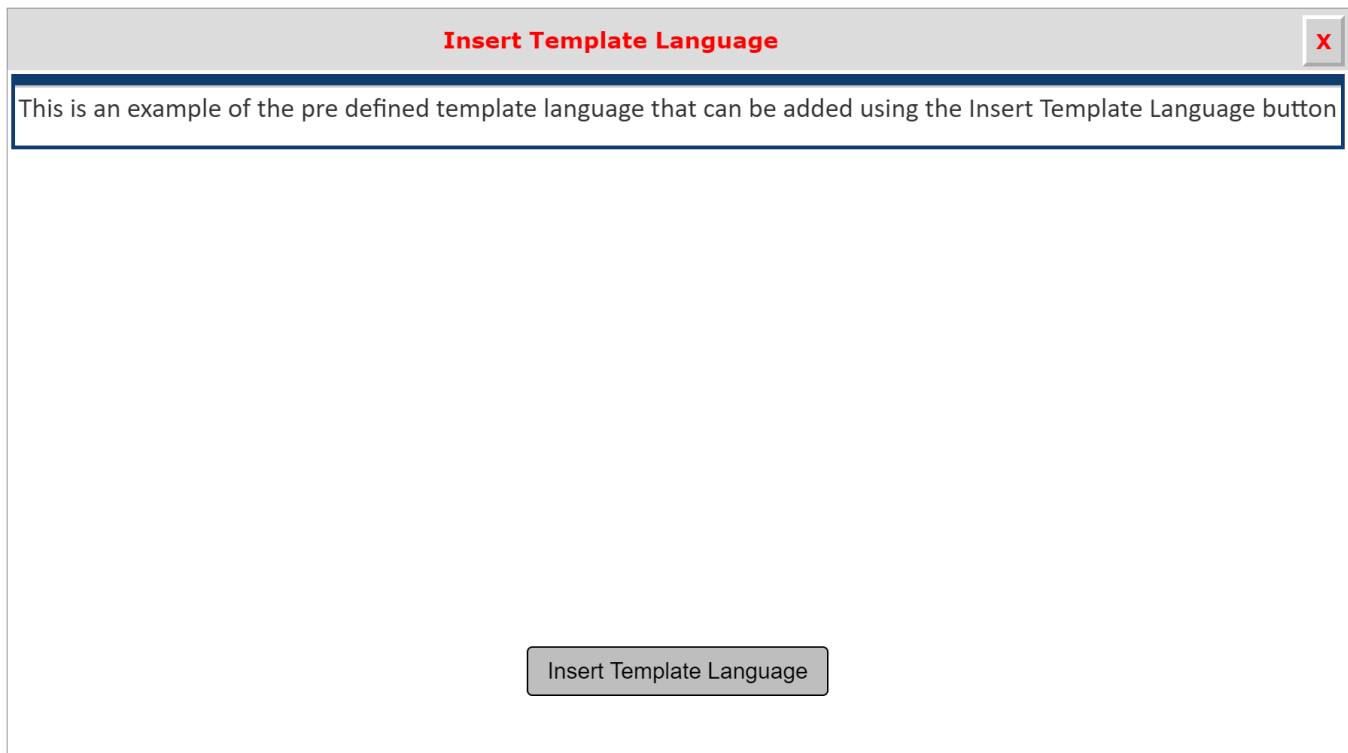 Insert Template Language
X
This is an example of the pre defined template language that can be added using the Insert Template Language button
Insert Template Language